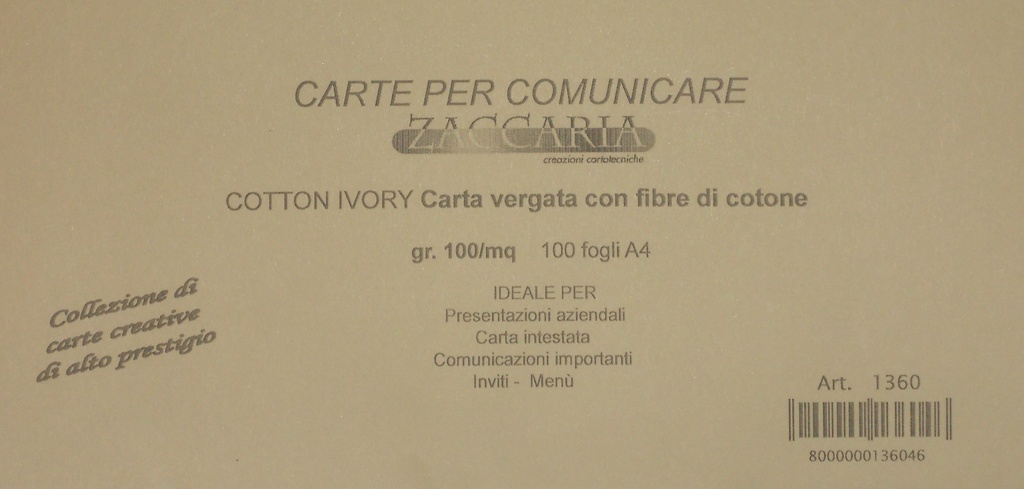 CARTE PER COMUNICARE
ZACCARIA
creazioni cartotecniche
COTTON IVORY Carta vergata con fibre di cotone
gr. 100/mq 100 fogli A4
IDEALE PER
Presentazioni aziendali
Carta intestata
Comunicazioni importanti
Inviti - Menù
Collezione di
carte creative
di alto prestigio
Art. 1360
8000000136046